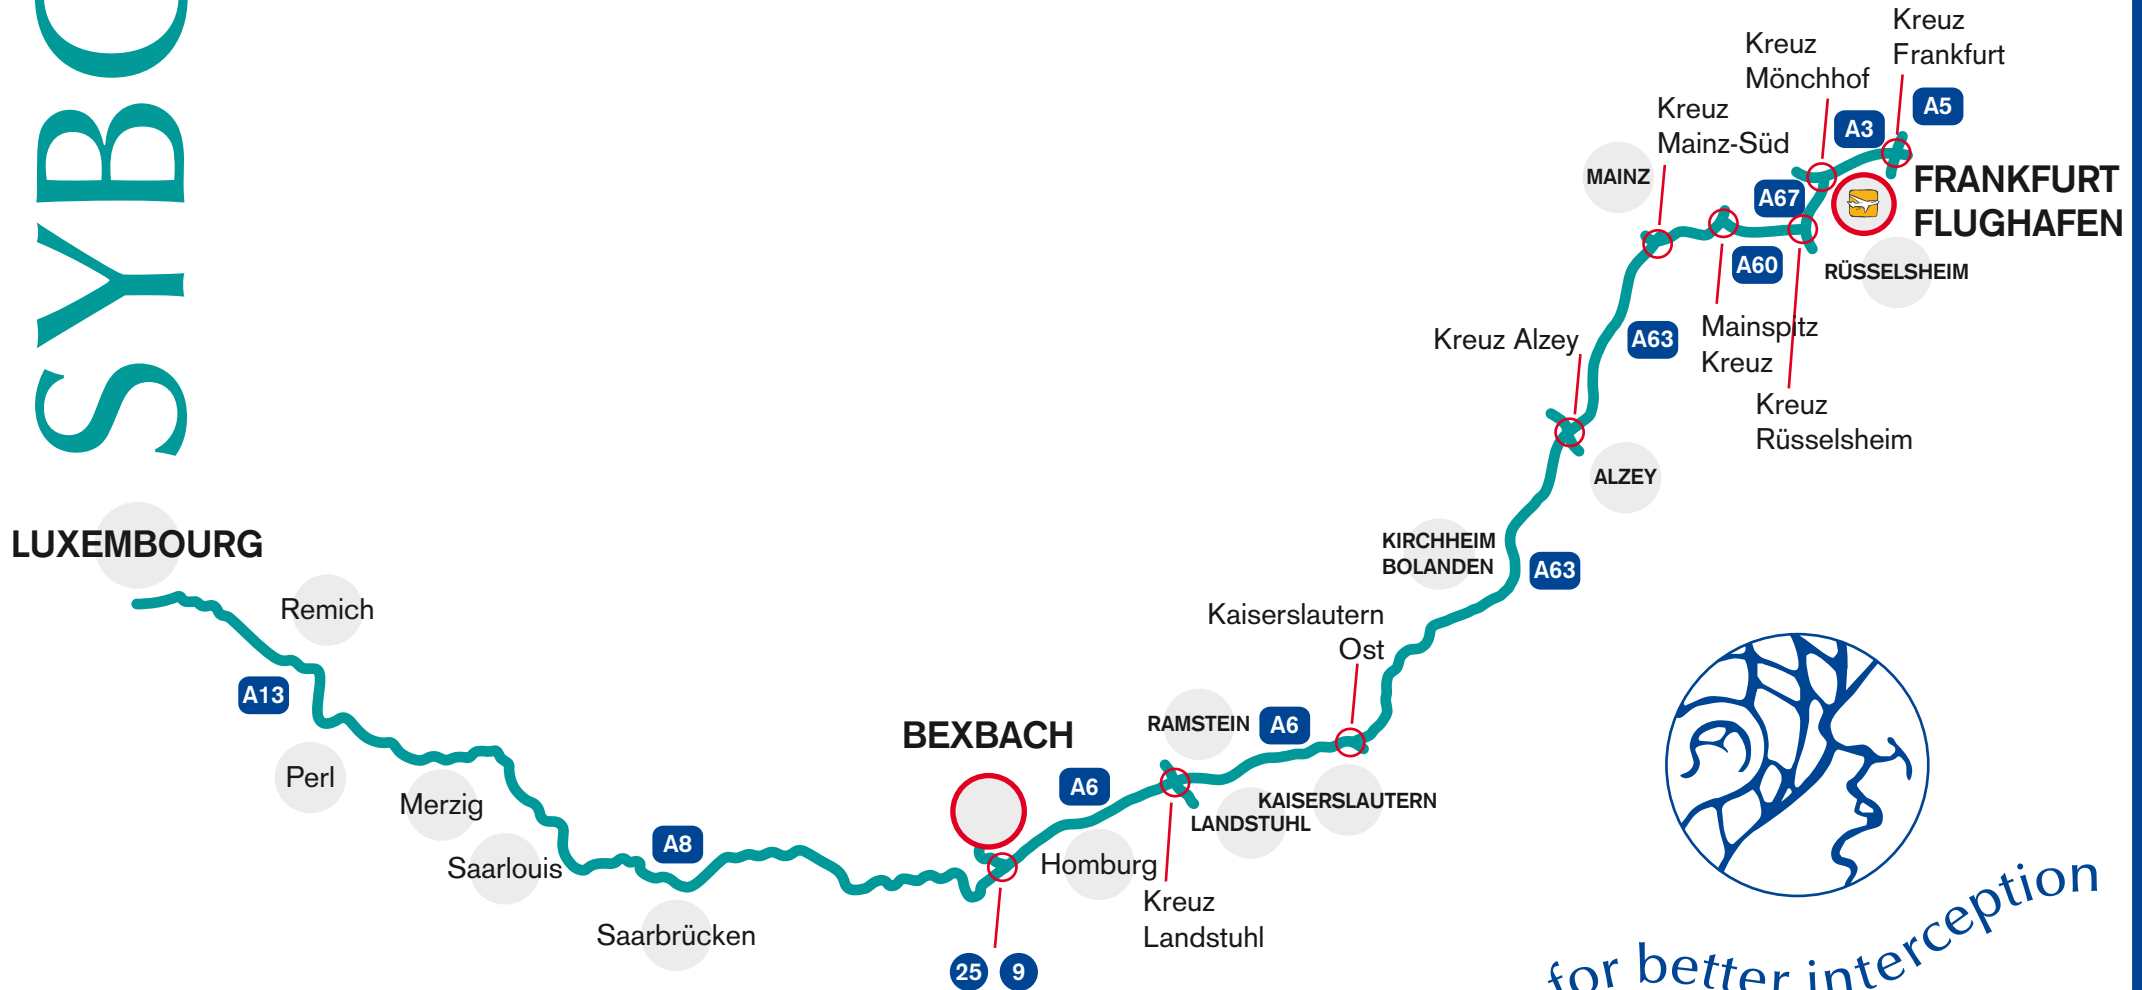 SYBC
Kreuz
Frankfurt
Kreuz
Mönchhof
A5
Kreuz
Mainz-Süd
A3
MAINZ
FRANKFURT
FLUGHAFEN
A67
A60
RÜSSELSHEIM
Kreuz Alzey
A63
Mainspitz
Kreuz
Kreuz
Rüsselsheim
ALZEY
LUXEMBOURG
KIRCHHEIM
BOLANDEN
A63
Remich
Kaiserslautern
Ost
A13
RAMSTEIN
A6
BEXBACH
Perl
A6
Merzig
KAISERSLAUTERN
LANDSTUHL
A8
Saarlouis
Homburg
Kreuz
Landstuhl
Saarbrücken
25 9
for better interception